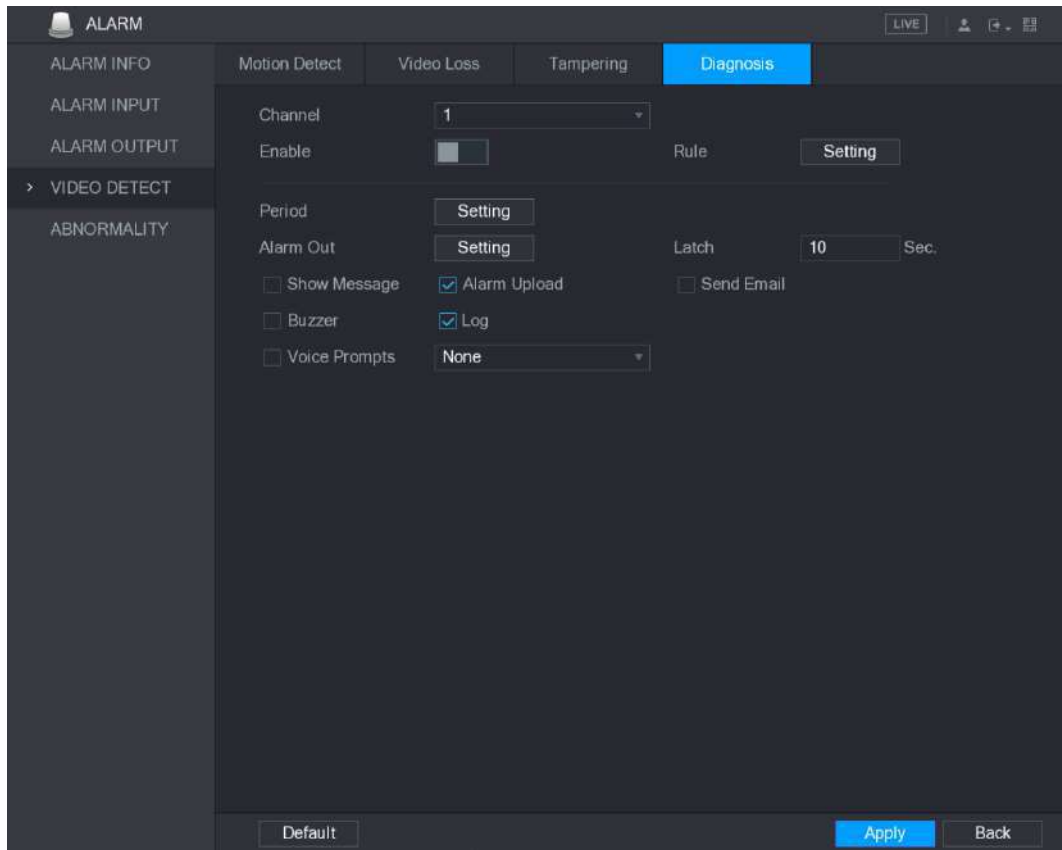 ALARM
LIVE
ALARM INFO
ALARM INPUT
ALARM OUTPUT
> VIDEO DETECT
ABNORMALITY
Motion Detect Video Loss Tampering Diagnosis
Channel 1
Enable Rule Setting
Period Setting
Alarm Out Setting Latch 10 Sec.
Show Message Alarm Upload Send Email
Buzzer Log
Voice Prompts None
Default Apply Back